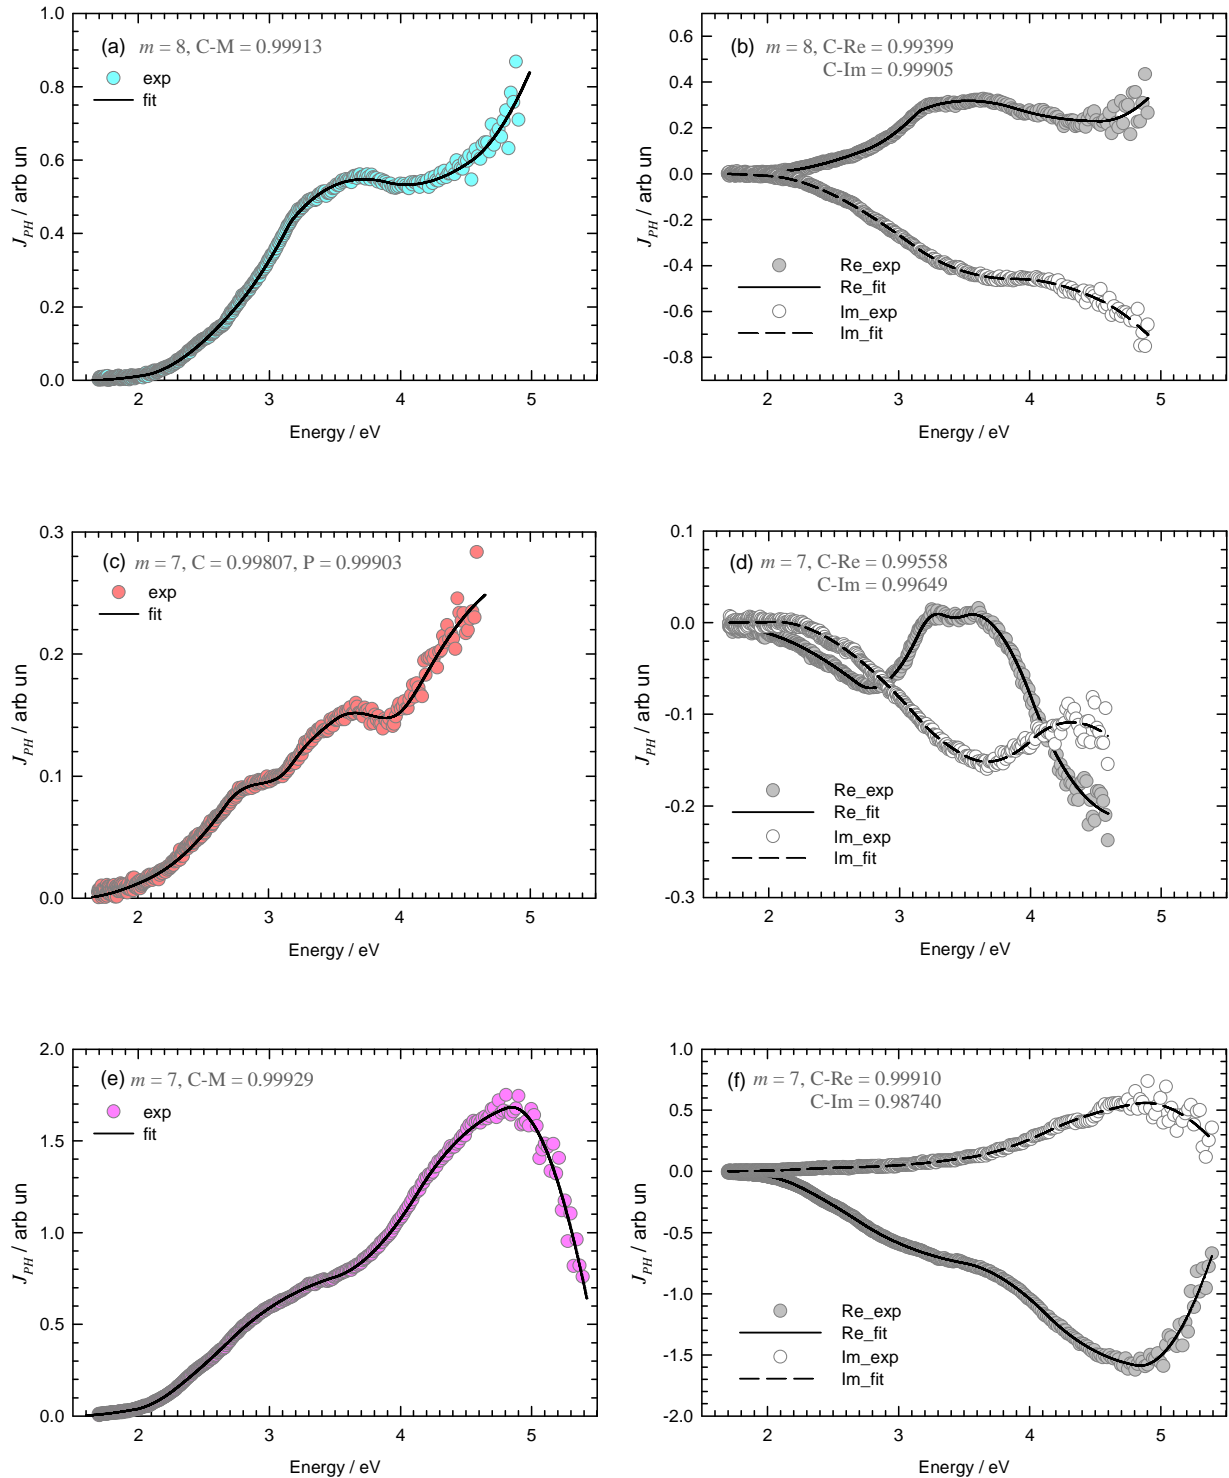 (a) m = 8, C-M = 0.99913
exp
fit
1.0
0.8
0.6
0.4
0.2
0.0
J_PH / arb un
2 3 4 5
Energy / eV
(b) m = 8, C-Re = 0.99399
C-Im = 0.99905
0.6
0.4
0.2
0.0
-0.2
-0.4
-0.6
-0.8
J_PH / arb un
Re_exp
Re_fit
Im_exp
Im_fit
2 3 4 5
Energy / eV
(c) m = 7, C = 0.99807, P = 0.99903
exp
fit
0.3
0.2
0.1
0.0
J_PH / arb un
2 3 4 5
Energy / eV
(d) m = 7, C-Re = 0.99558
C-Im = 0.99649
0.1
0.0
-0.1
-0.2
-0.3
J_PH / arb un
Re_exp
Re_fit
Im_exp
Im_fit
2 3 4 5
Energy / eV
(e) m = 7, C-M = 0.99929
exp
fit
2.0
1.5
1.0
0.5
0.0
J_PH / arb un
2 3 4 5
Energy / eV
(f) m = 7, C-Re = 0.99910
C-Im = 0.98740
1.0
0.5
0.0
-0.5
-1.0
-1.5
-2.0
J_PH / arb un
Re_exp
Re_fit
Im_exp
Im_fit
2 3 4 5
Energy / eV